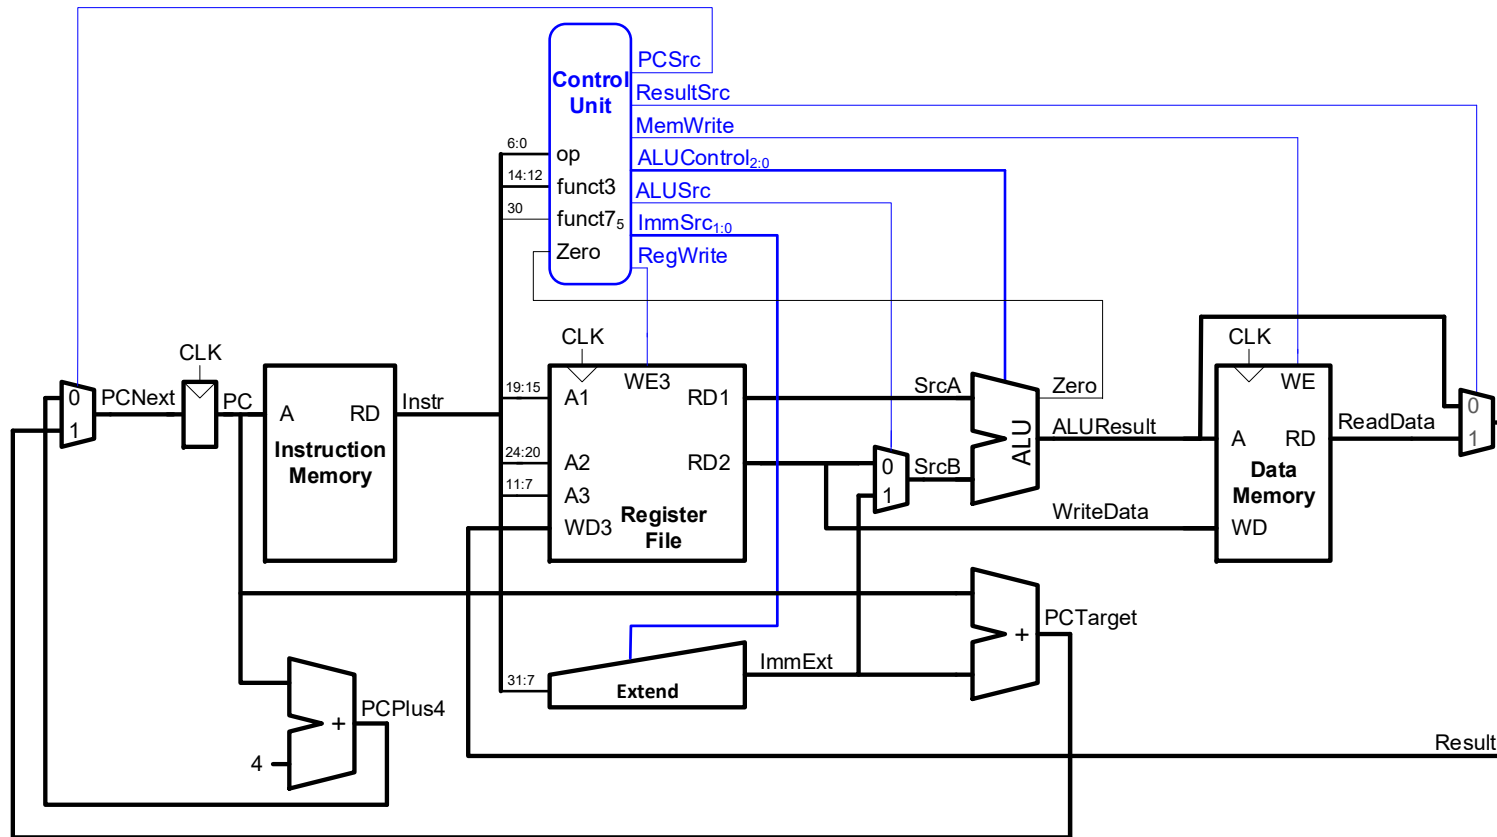 PCSrc
Control
Unit
ResultSrc
MemWrite
6:0
op
ALUControl2:0
14:12
funct3
ALUSrc
30
funct75
ImmSrc1:0
Zero
RegWrite
CLK
CLK
CLK
0
1
PCNext
PC
A
RD
Instruction
Memory
Instr
19:15
A1
WE3
RD1
SrcA
24:20
A2
RD2
11:7
A3
WD3
Register
File
0
1
SrcB
ALU
Zero
ALUResult
WriteData
WE
A
RD
Data
Memory
WD
ReadData
0
1
PCTarget
+
31:7
Extend
ImmExt
PCPlus4
+
4
Result